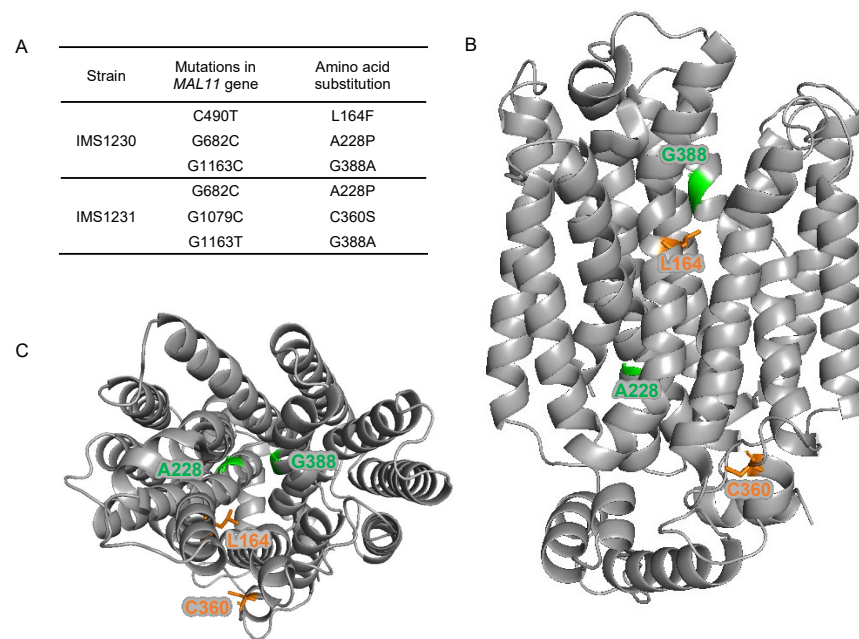 A
Strain Mutations in MAL11 gene Amino acid substitution
IMS1230
C490T L164F
G682C A228P
G1163C G388A
IMS1231
G682C A228P
G1079C C360S
G1163T G388A
B
G388
L164
A228
C360
C
A228
G388
L164
C360